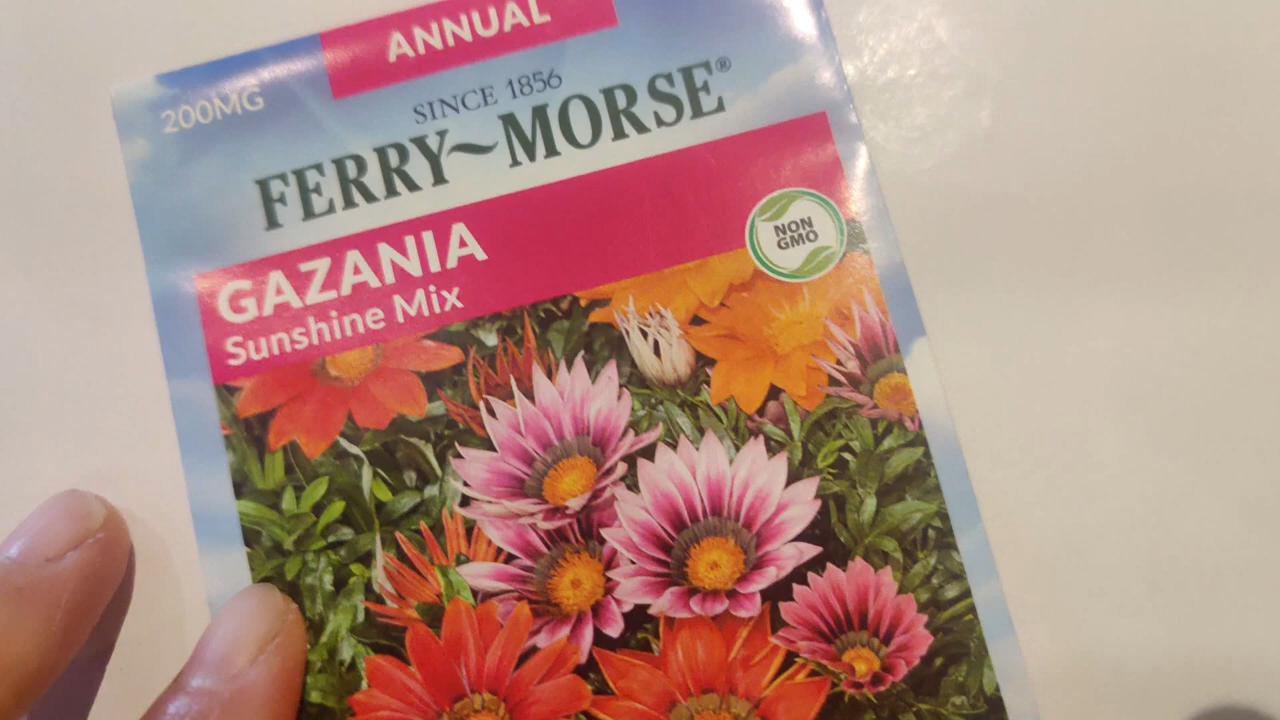 ANNUAL
200MG
SINCE 1856
FERRY~MORSE®
GAZANIA
Sunshine Mix
NON
GMO